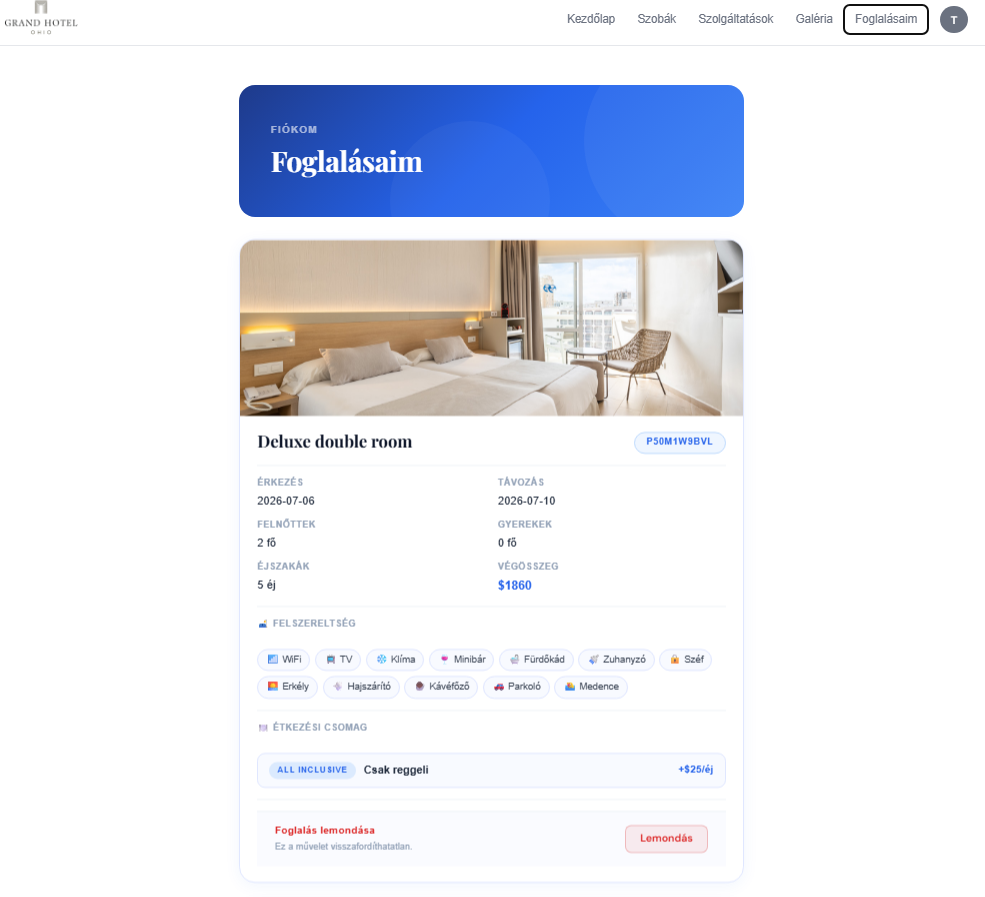 GRAND HOTEL
OHIO
Kezdőlap Szobák Szolgáltatások Galéria Foglalásaim T
FIÓKOM
Foglalásaim
Deluxe double room P50M1W9BVL
ÉRKEZÉS TÁVOZÁS
2026-07-06 2026-07-10
FELNŐTTEK GYEREKEK
2 fő 0 fő
ÉJSZAKÁK VÉGÖSSZEG
5 éj $1860
FELSZERELTSÉG
WiFi TV Klíma Minibár Fürdőkád Zuhanyzó Széf
Erkély Hajszárító Kávéfőző Parkoló Medence
ÉTKEZÉSI CSOMAG
ALL INCLUSIVE Csak reggeli +$25/éj
Foglalás lemondása
Ez a művelet visszafordíthatatlan.
Lemondás